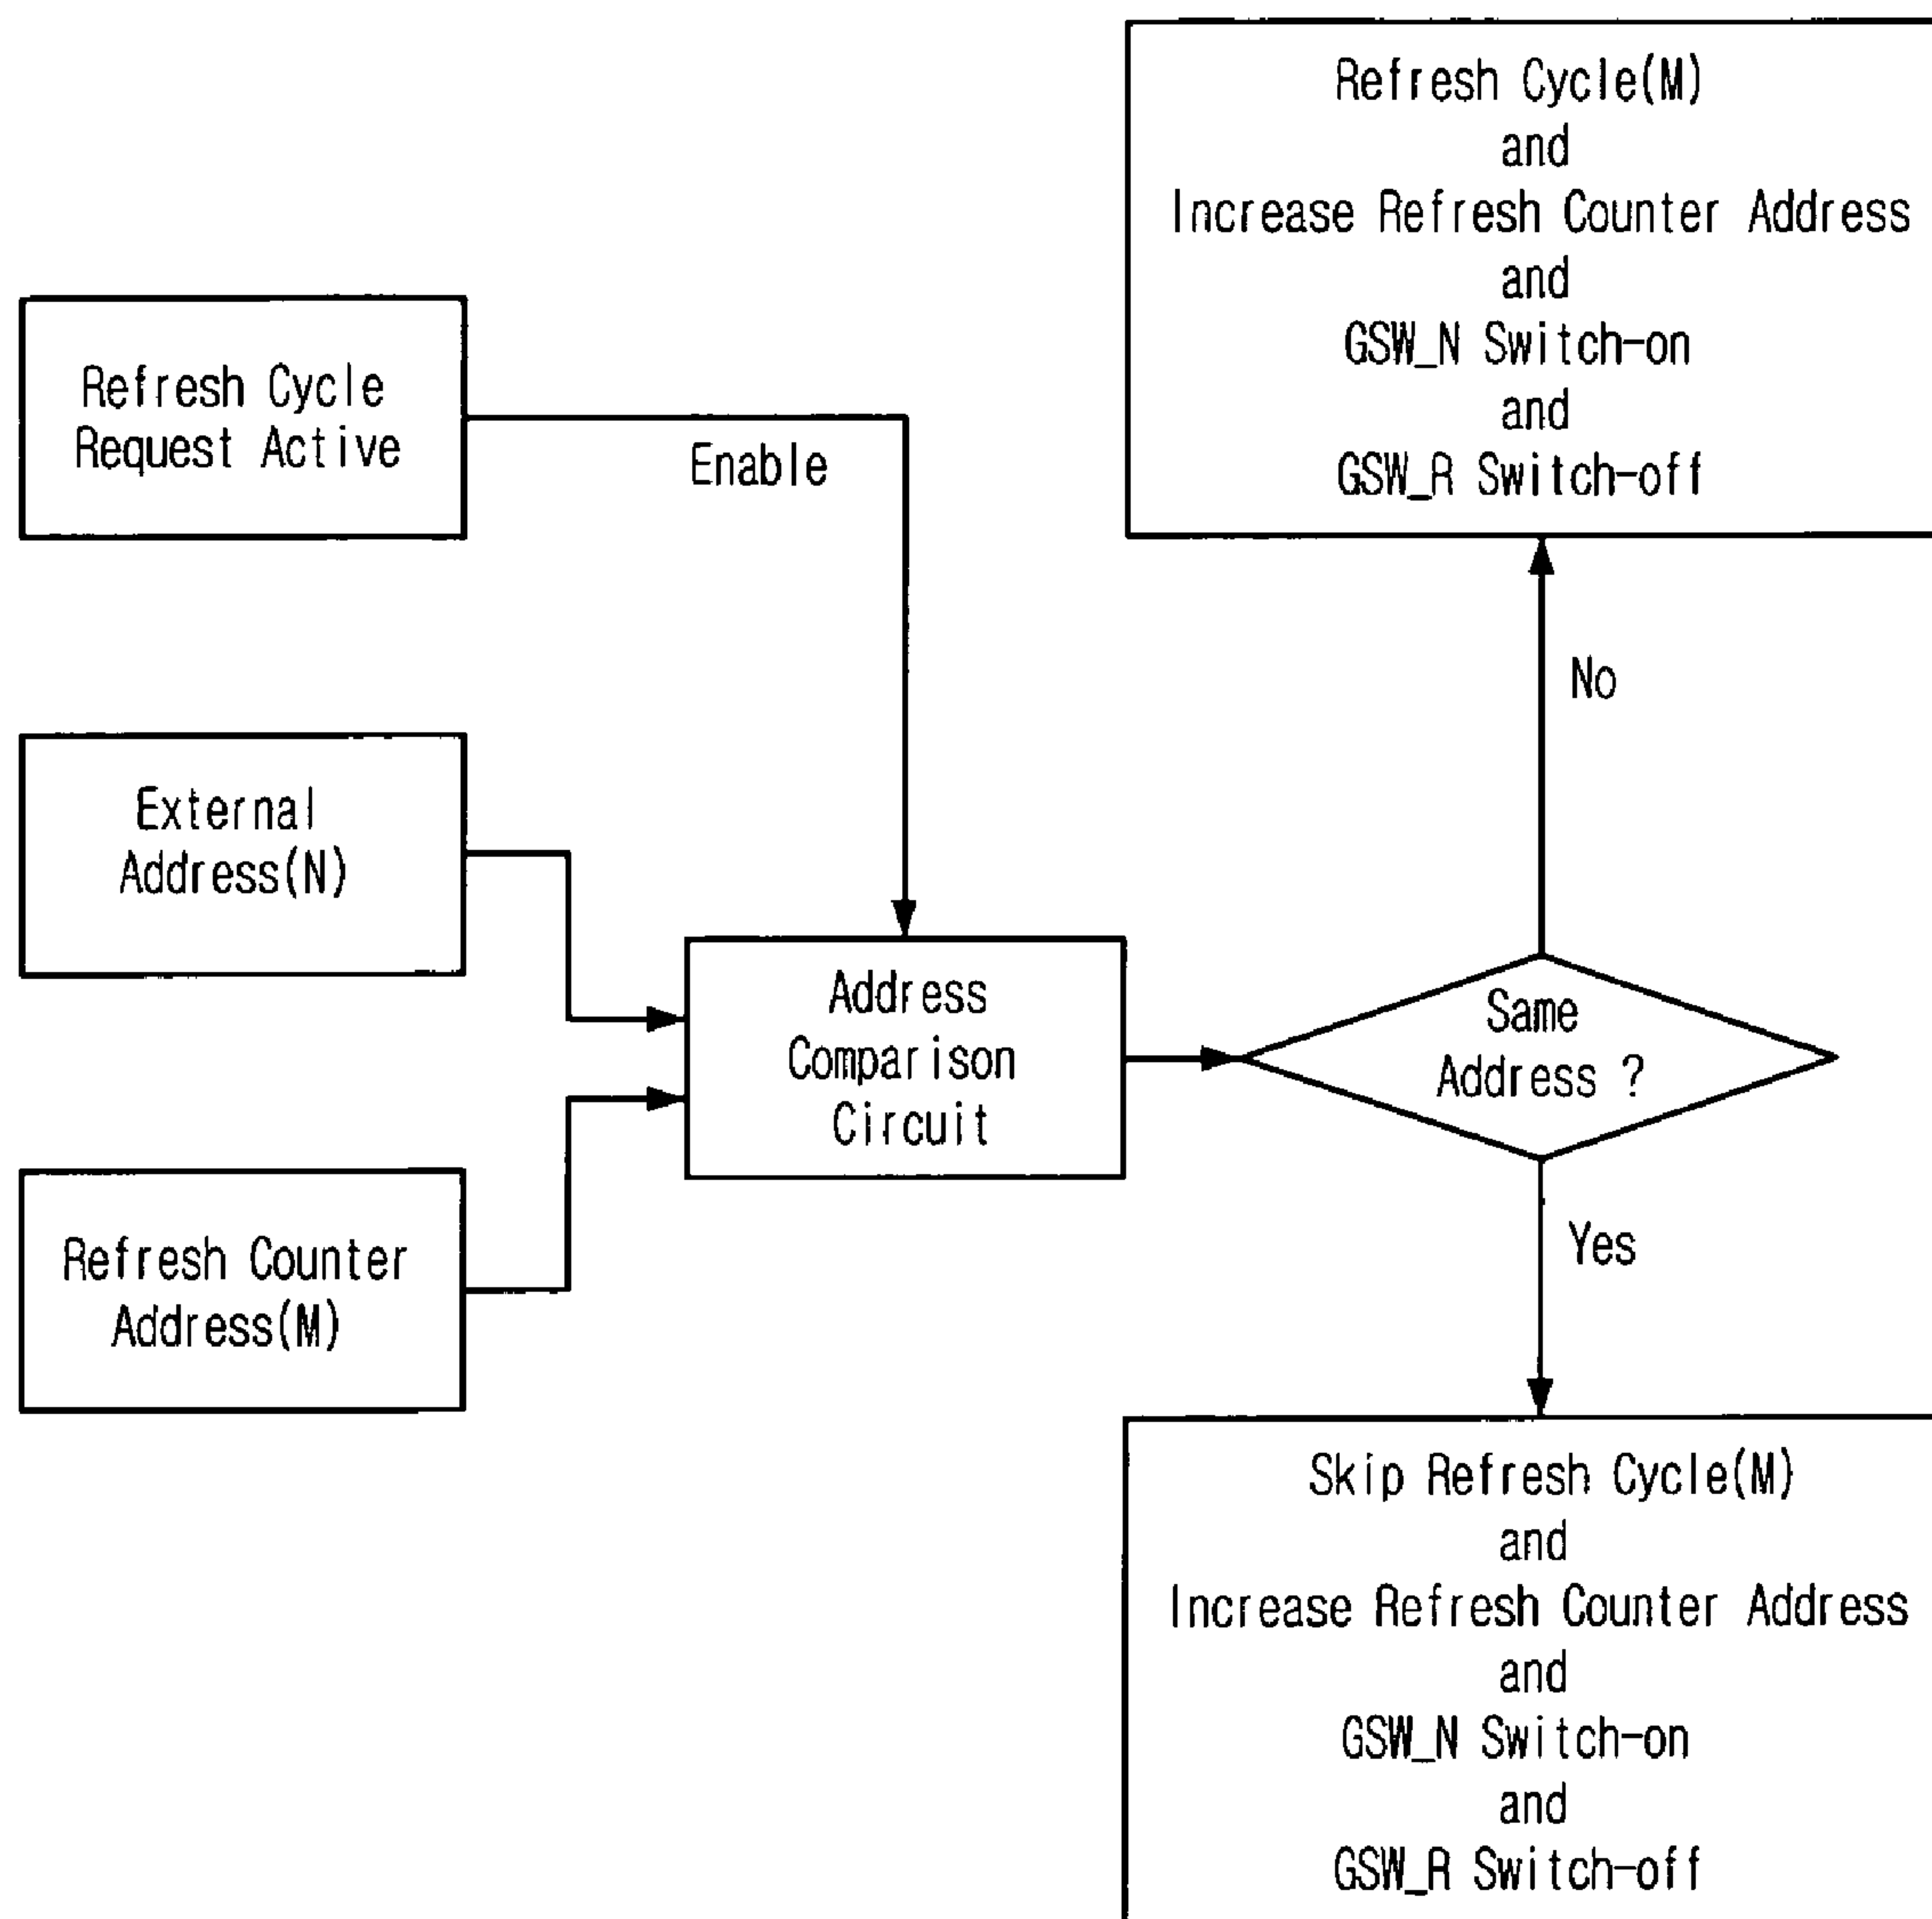 Refresh Cycle(M)
and
Increase Refresh Counter Address
and
GSW_N Switch-on
and
GSW_R Switch-off
Refresh Cycle
Request Active
Enable
No
External
Address(N)
Address
Comparison
Circuit
Same
Address ?
Refresh Counter
Address(M)
Yes
Skip Refresh Cycle(M)
and
Increase Refresh Counter Address
and
GSW_N Switch-on
and
GSW_R Switch-off